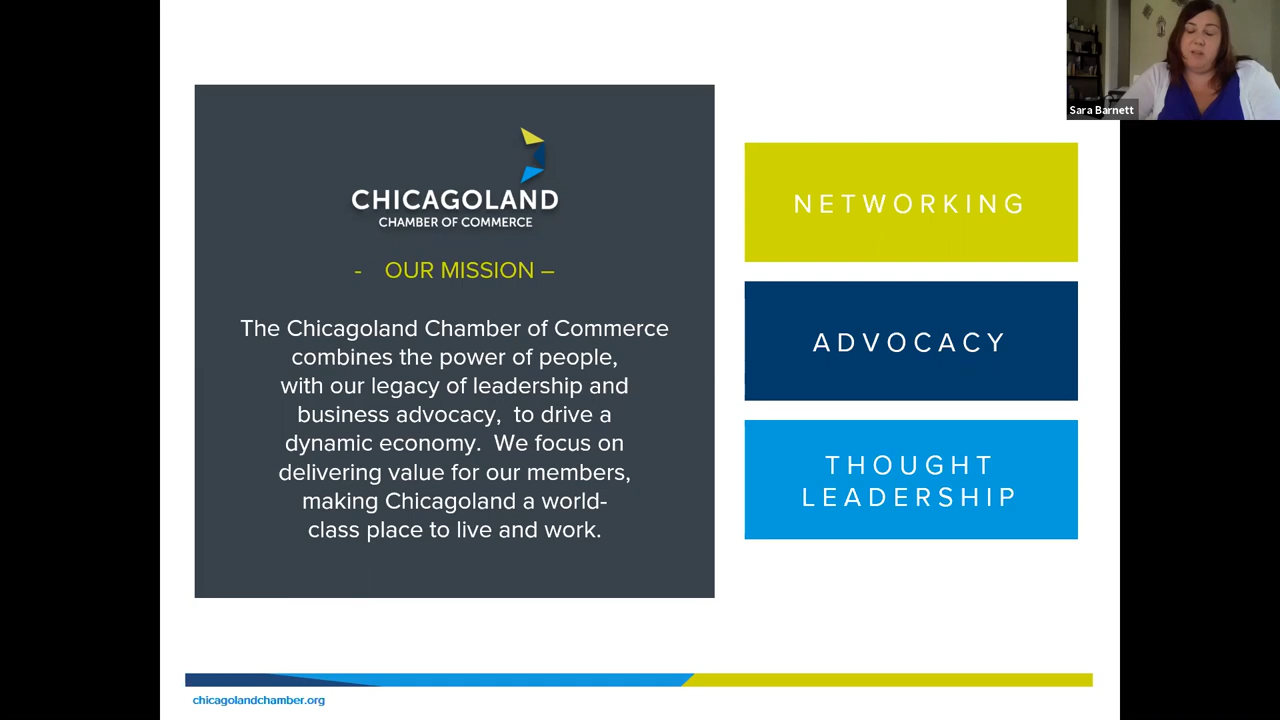 Sara Barnett
CHICAGOLAND
CHAMBER OF COMMERCE
- OUR MISSION –
The Chicagoland Chamber of Commerce
combines the power of people,
with our legacy of leadership and
business advocacy,  to drive a
dynamic economy.  We focus on
delivering value for our members,
making Chicagoland a world-
class place to live and work.
NETWORKING
ADVOCACY
THOUGHT
LEADERSHIP
chicagolandchamber.org